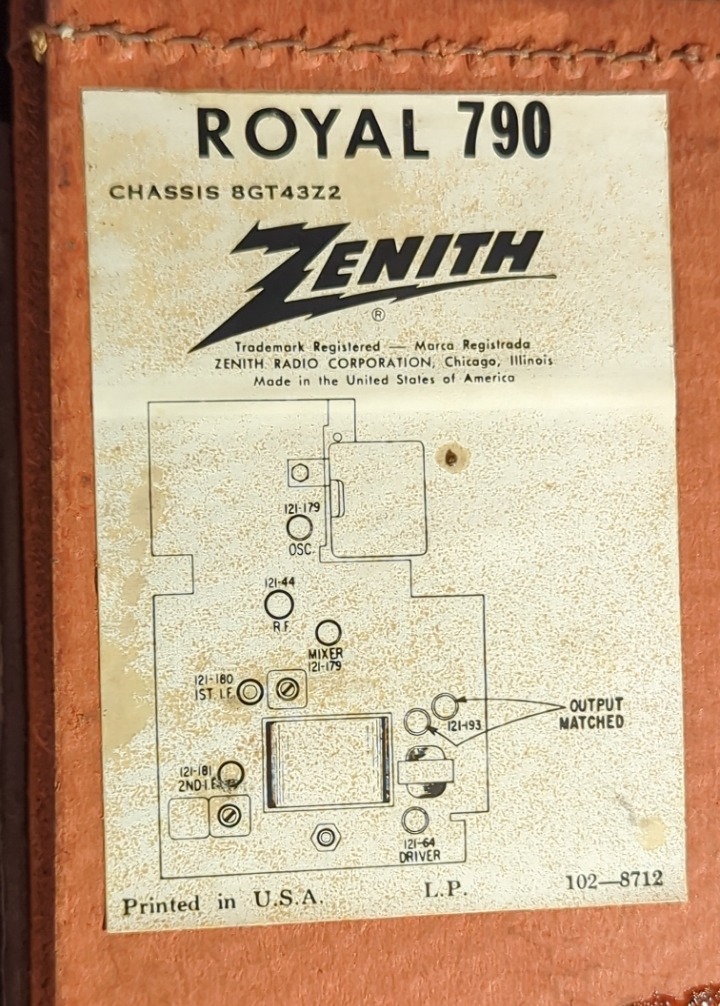 ROYAL 790
CHASSIS 8GT43Z2
ZENITH
®
Trademark Registered — Marca Registrada
ZENITH RADIO CORPORATION, Chicago, Illinois
Made in the United States of America
121-179
OSC.
121-44
R.F.
MIXER
121-179
121-180
1ST. I.F.
OUTPUT
MATCHED
121-193
121-181
2ND I.F.
121-64
DRIVER
Printed in U.S.A.
L.P.
102—8712